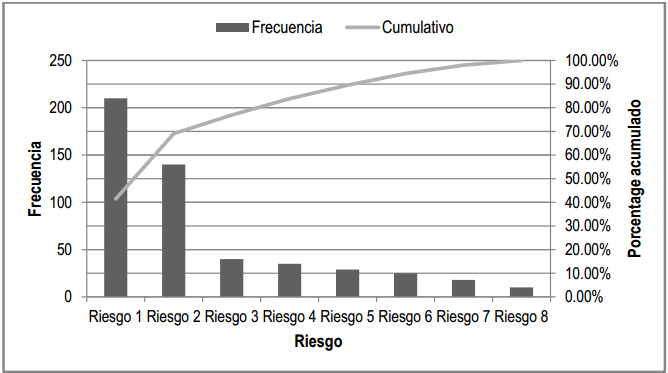 Frecuencia Cumulativo
250 100.00%
90.00%
200 80.00%
70.00%
150 60.00%
50.00%
100 40.00%
30.00%
50 20.00%
10.00%
0 0.00%
Frecuencia
Porcentage acumulado
Riesgo 1 Riesgo 2 Riesgo 3 Riesgo 4 Riesgo 5 Riesgo 6 Riesgo 7 Riesgo 8
Riesgo